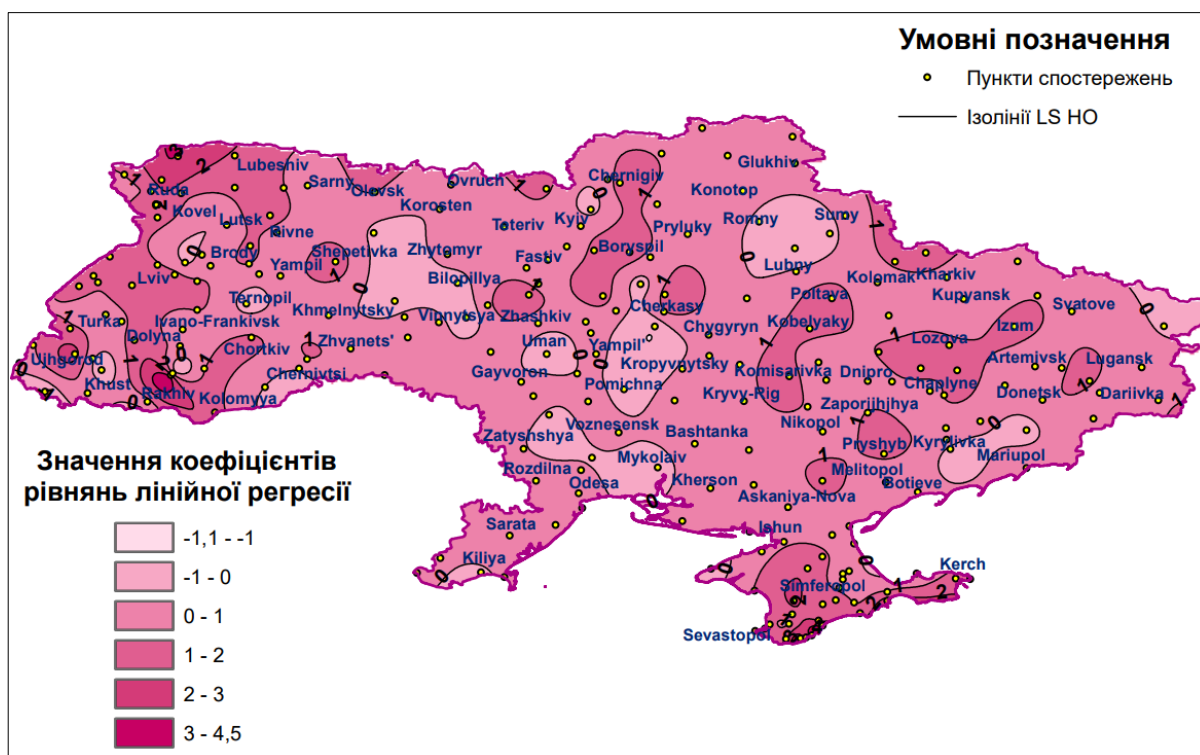 Умовні позначення
Пункти спостережень
Ізолінії LS HO
Glukhiv
Lubeshiv
Chernigiv
Sarny
Ovruch
Ruda
Olevsk
Konotop
Korosten
Kovel
Lutsk
Teteriv
Kyiv
Pryluky
Romny
Sumy
Rivne
Brody
Shepetivka
Zhytomyr
Boryspil
Yampil
Fastiv
Lviv
Bilopillya
Lubny
Kolomak
Kharkiv
Ternopil
Cherkasy
Poltava
Kupyansk
Svatove
Turka
Ivano-Frankivsk
Khmelnytsky
Vinnytsya
Zhashkiv
Chygyryn
Kobelyaky
Izum
Dolyna
Chortkiv
Zhvanets'
Uman
Yampil''
Lozova
Ujhgorod
Kropyvnytsky
Artemivsk
Lugansk
Khust
Chernivtsi
Gayvoron
Komisarivka
Dnipro
Rakhiv
Kolomyya
Pomichna
Kryvy-Rig
Chaplyne
Donetsk
Dariivka
Zaporijhjhya
Voznesensk
Nikopol
Zatyshshya
Bashtanka
Pryshyb
Kyrylivka
Mariupol
Rozdilna
Mykolaiv
Melitopol
Odesa
Kherson
Botieve
Askaniya-Nova
Sarata
Ishun
Kiliya
Simferopol
Kerch
Sevastopol
Значення коефіцієнтів
рівнянь лінійної регресії
-1,1 - -1
-1 - 0
0 - 1
1 - 2
2 - 3
3 - 4,5